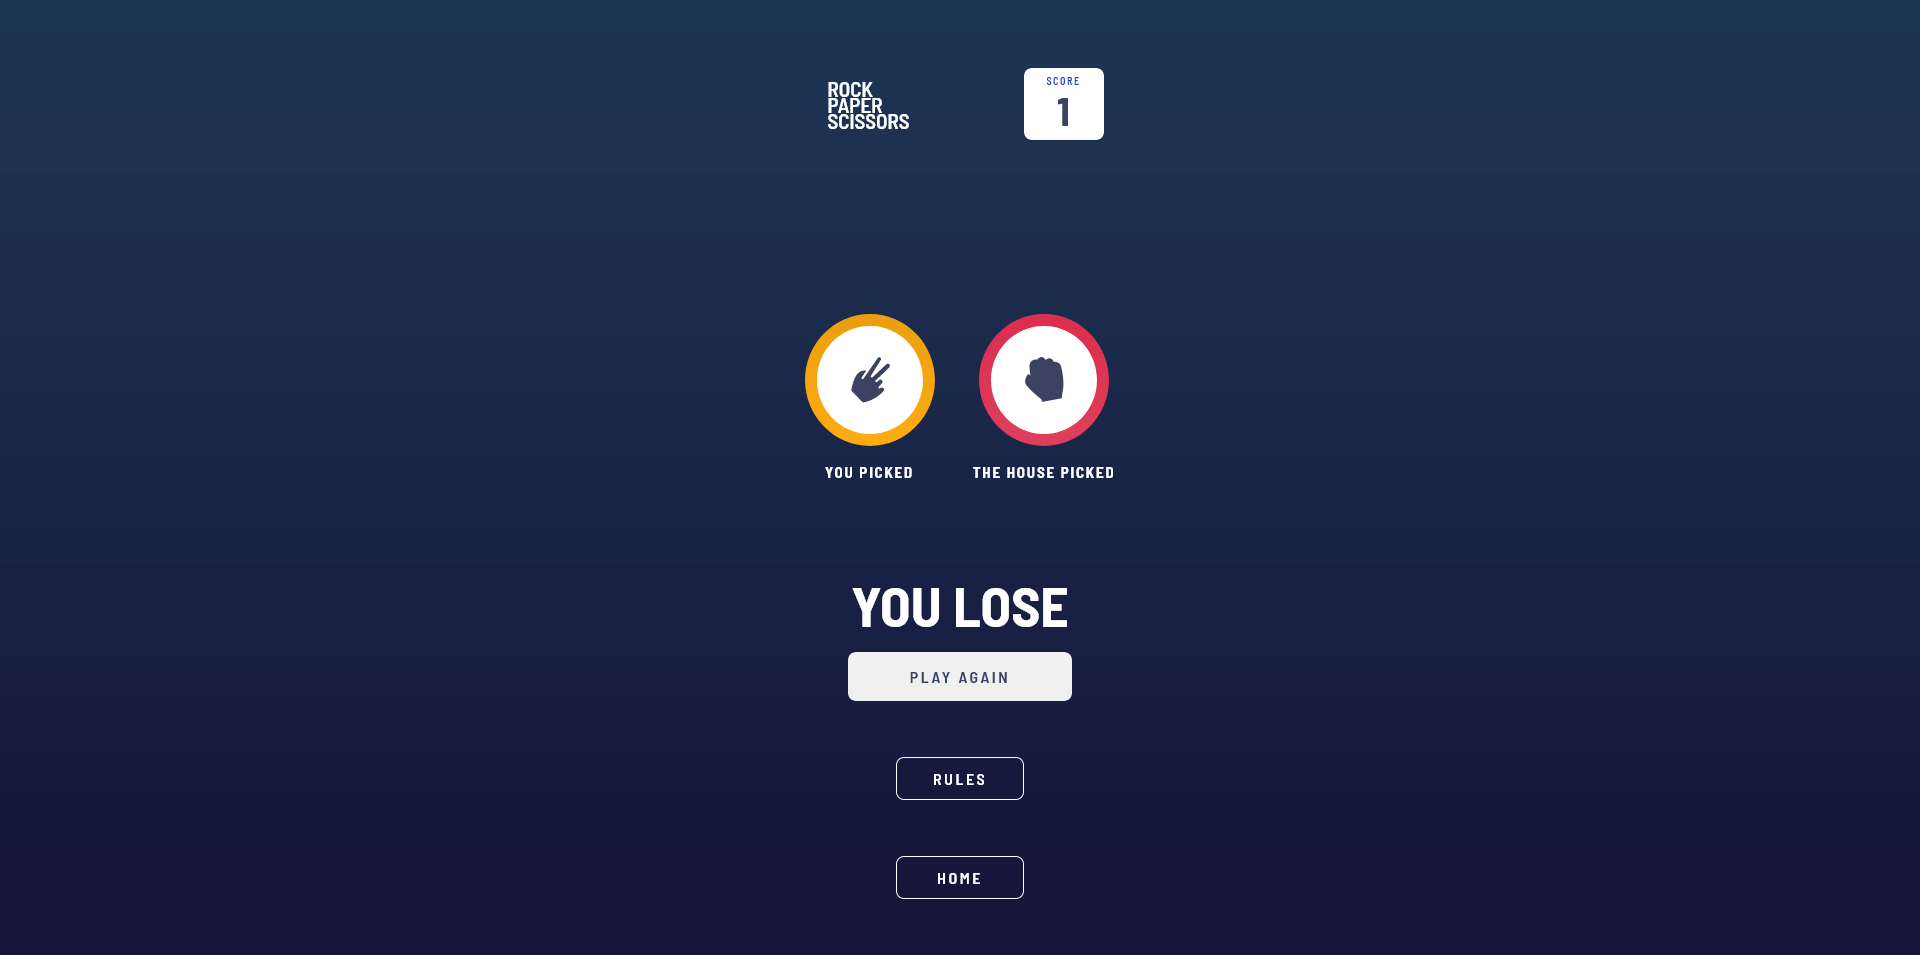 ROCK
PAPER
SCISSORS
SCORE
1
YOU PICKED
THE HOUSE PICKED
YOU LOSE
PLAY AGAIN
RULES
HOME